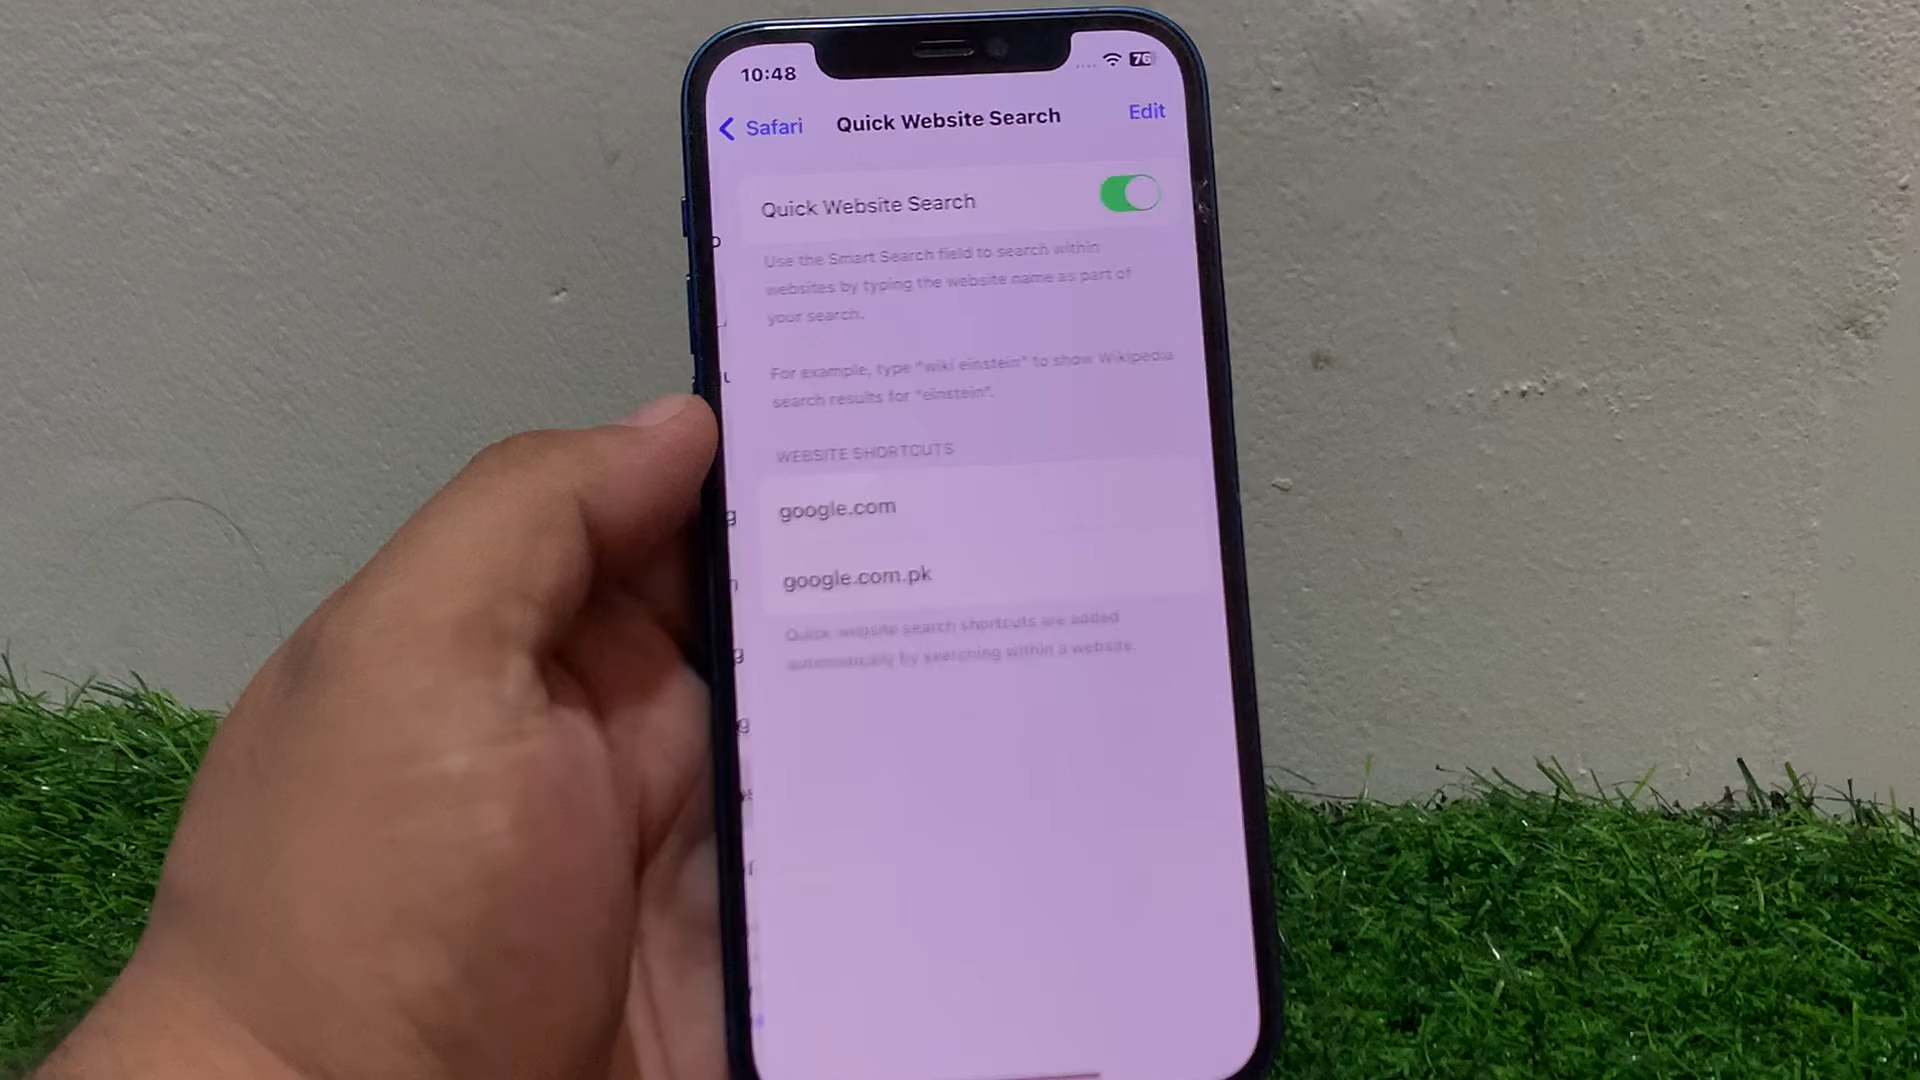 10:48
76
Safari
Quick Website Search
Edit
Quick Website Search
Use the Smart Search field to search within
websites by typing the website name as part of
your search.
For example, type "wiki einstein" to show Wikipedia
search results for "einstein".
WEBSITE SHORTCUTS
google.com
google.com.pk
Quick website search shortcuts are added
automatically by searching within a website.